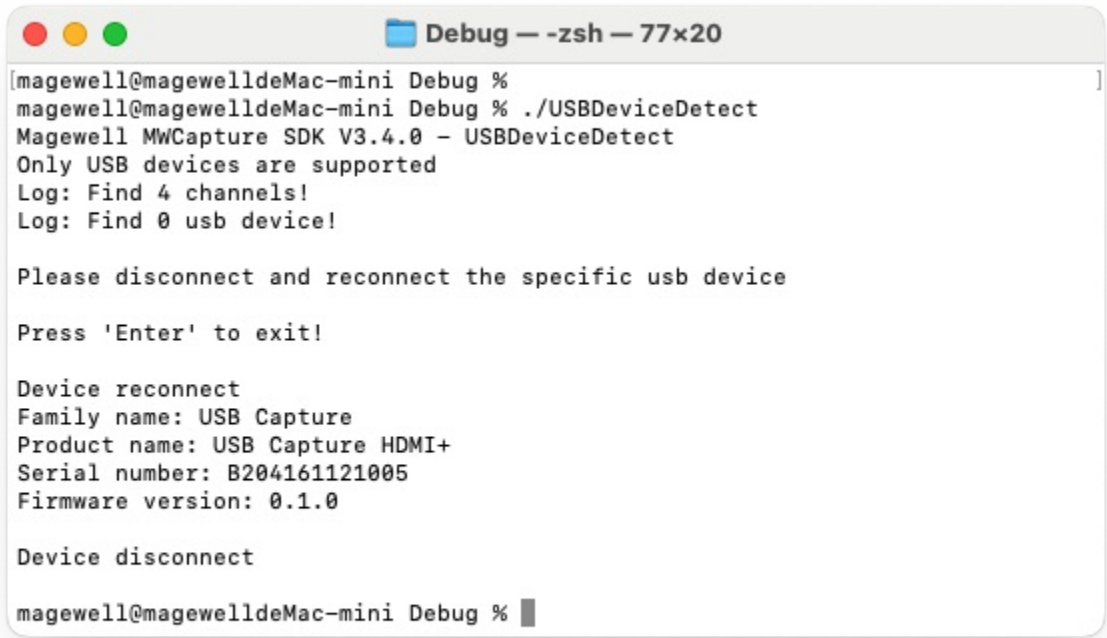 Debug — -zsh — 77×20
[magewell@magewelldeMac-mini Debug % ]
magewell@magewelldeMac-mini Debug % ./USBDeviceDetect
Magewell MWCapture SDK V3.4.0 - USBDeviceDetect
Only USB devices are supported
Log: Find 4 channels!
Log: Find 0 usb device!
Please disconnect and reconnect the specific usb device
Press 'Enter' to exit!
Device reconnect
Family name: USB Capture
Product name: USB Capture HDMI+
Serial number: B204161121005
Firmware version: 0.1.0
Device disconnect
magewell@magewelldeMac-mini Debug %